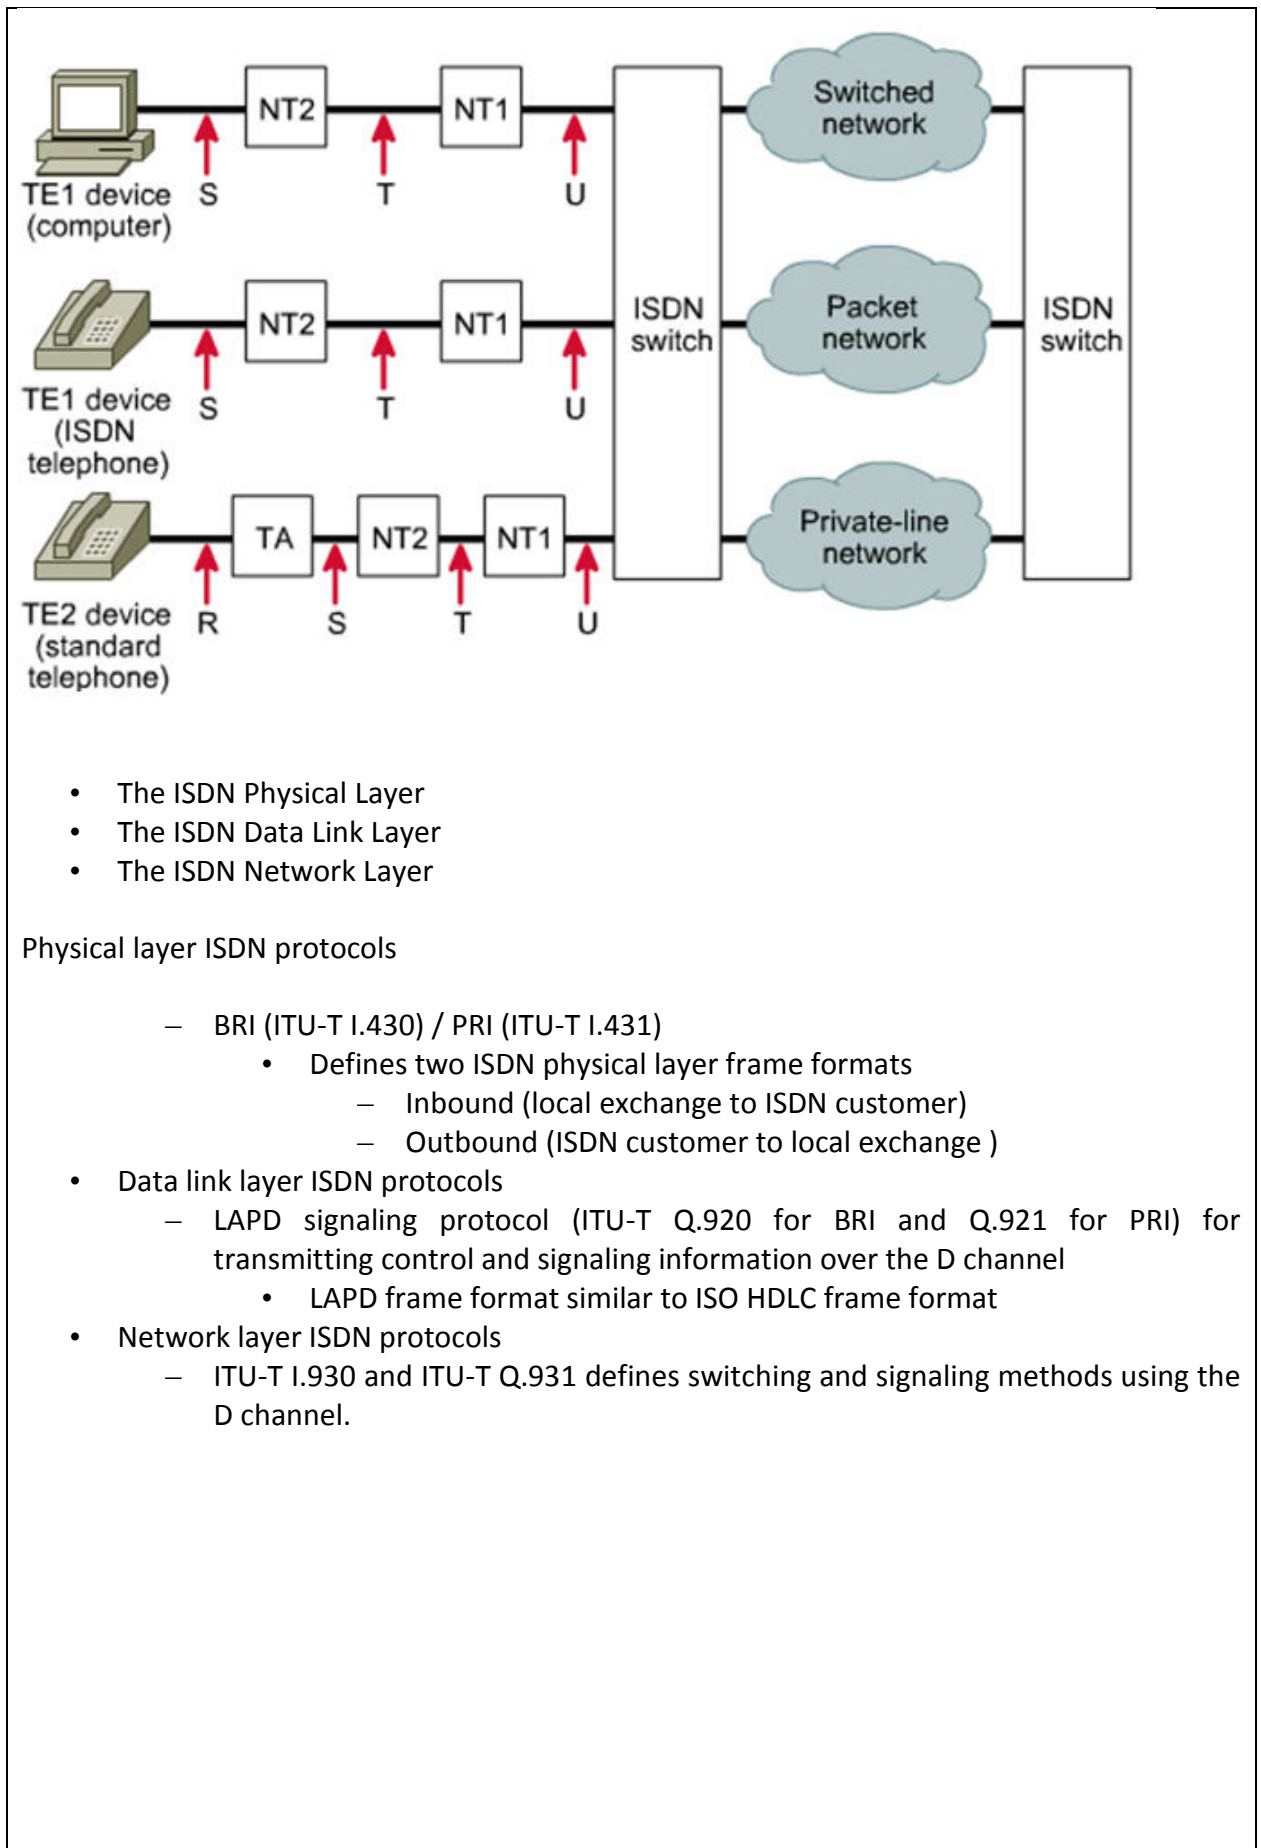 NT2 NT1 Switched network
TE1 device (computer) S T U
NT2 NT1 ISDN switch Packet network ISDN switch
TE1 device (ISDN telephone) S T U
TA NT2 NT1 Private-line network
TE2 device (standard telephone) R S T U
• The ISDN Physical Layer
• The ISDN Data Link Layer
• The ISDN Network Layer
Physical layer ISDN protocols
– BRI (ITU-T I.430) / PRI (ITU-T I.431)
• Defines two ISDN physical layer frame formats
– Inbound (local exchange to ISDN customer)
– Outbound (ISDN customer to local exchange )
• Data link layer ISDN protocols
– LAPD signaling protocol (ITU-T Q.920 for BRI and Q.921 for PRI) for
transmitting control and signaling information over the D channel
• LAPD frame format similar to ISO HDLC frame format
• Network layer ISDN protocols
– ITU-T I.930 and ITU-T Q.931 defines switching and signaling methods using the
D channel.